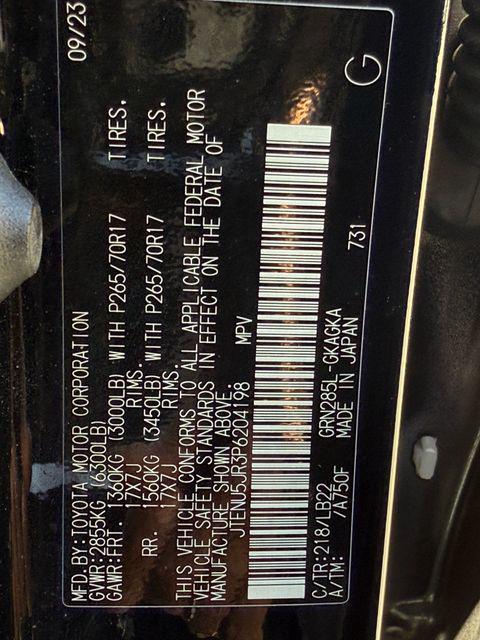 MFD.BY:TOYOTA MOTOR CORPORATION 09/23
GVWR:2855KG (6300LB)
GAWR:FRT. 1360KG (3000LB) WITH P265/70R17 TIRES.
17X7J RIMS.
RR. 1560KG (3450LB) WITH P265/70R17 TIRES.
17X7J RIMS.
THIS VEHICLE CONFORMS TO ALL APPLICABLE FEDERAL MOTOR
VEHICLE SAFETY STANDARDS IN EFFECT ON THE DATE OF
MANUFACTURE SHOWN ABOVE.
JTENU5JR3P6204198 MPV
C/TR:218/LB22 GRN285L-GKAGKA 731 G
A/TM: /A750F MADE IN JAPAN